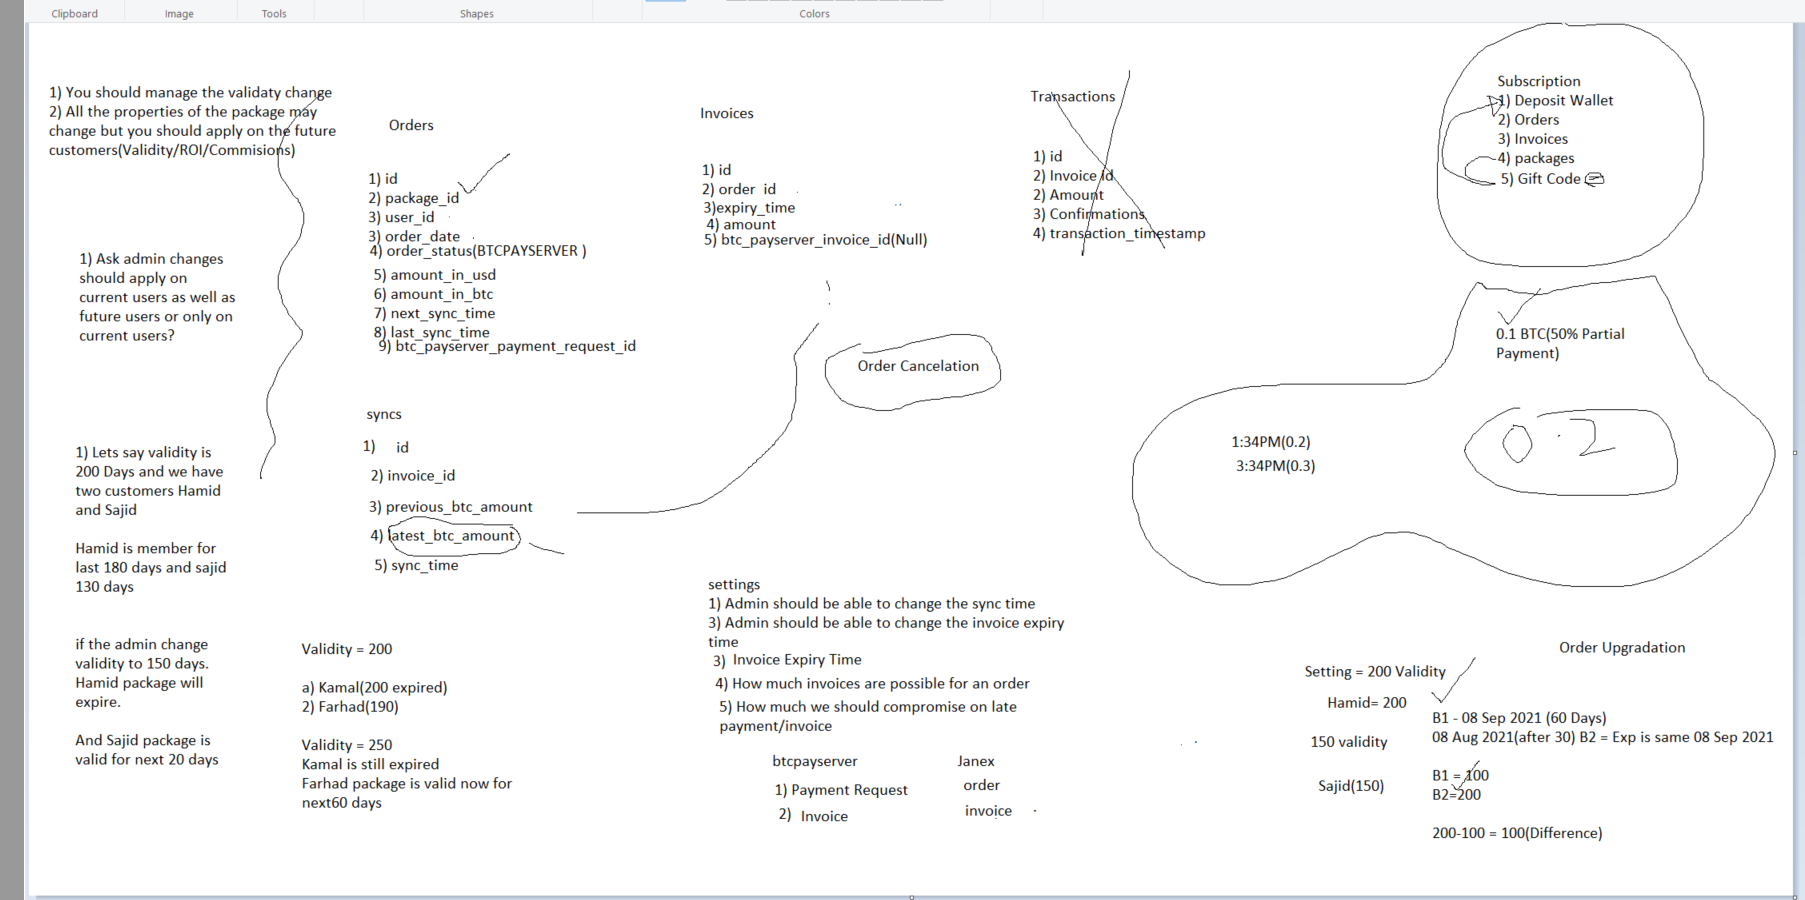 Clipboard
Image
Tools
Shapes
Colors
1) You should manage the validaty change
2) All the properties of the package may
change but you should apply on the future
customers(Validity/ROI/Commisions)
1) Ask admin changes
should apply on
current users as well as
future users or only on
current users?
1) Lets say validity is
200 Days and we have
two customers Hamid
and Sajid
Hamid is member for
last 180 days and sajid
130 days
if the admin change
validity to 150 days.
Hamid package will
expire.
And Sajid package is
valid for next 20 days
Orders
1) id
2) package_id
3) user_id
3) order_date
4) order_status(BTCPAYSERVER )
5) amount_in_usd
6) amount_in_btc
7) next_sync_time
8) last_sync_time
9) btc_payserver_payment_request_id
syncs
1) id
2) invoice_id
3) previous_btc_amount
4) latest_btc_amount
5) sync_time
Validity = 200
a) Kamal(200 expired)
2) Farhad(190)
Validity = 250
Kamal is still expired
Farhad package is valid now for
next60 days
Invoices
1) id
2) order_id
3)expiry_time
4) amount
5) btc_payserver_invoice_id(Null)
Order Cancelation
settings
1) Admin should be able to change the sync time
3) Admin should be able to change the invoice expiry
time
3) Invoice Expiry Time
4) How much invoices are possible for an order
5) How much we should compromise on late
payment/invoice
btcpayserver
1) Payment Request
2) Invoice
Janex
order
invoice
Transactions
1) id
2) Invoice id
2) Amount
3) Confirmations
4) transaction_timestamp
Subscription
1) Deposit Wallet
2) Orders
3) Invoices
4) packages
5) Gift Code
0.1 BTC(50% Partial
Payment)
1:34PM(0.2)
3:34PM(0.3)
0.2
Order Upgradation
Setting = 200 Validity
Hamid= 200
150 validity
Sajid(150)
B1 - 08 Sep 2021 (60 Days)
08 Aug 2021(after 30) B2 = Exp is same 08 Sep 2021
B1 = 100
B2=200
200-100 = 100(Difference)